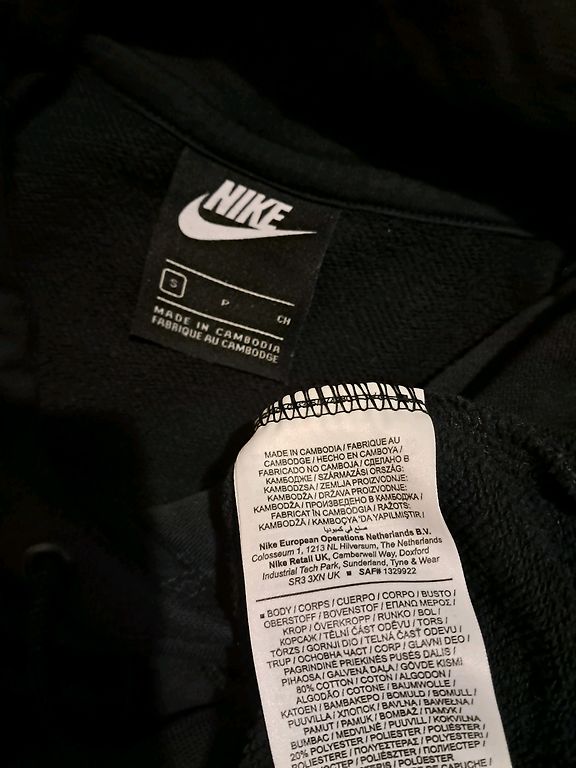 NIKE
S P CH
MADE IN CAMBODIA
FABRIQUE AU CAMBODGE
MADE IN CAMBODIA / FABRIQUE AU
CAMBODGE / HECHO EN CAMBOYA /
FABRICADO NO CAMBOJA / СДЕЛАНО В
КАМБОДЖЕ / SZÁRMAZÁSI ORSZÁG:
KAMBODZSA / ZEMLJA PROIZVODNJE:
KAMBODŽA / DRŽAVA PROIZVODNJE:
KAMBODŽA / ПРОИЗВЕДЕНО В КАМБОДЖА /
FABRICAT ÎN CAMBODGIA / RAŽOTS:
KAMBODŽĀ / KAMBOÇYA 'DA YAPILMIŞTIR /
صنع في كمبوديا
Nike European Operations Netherlands B.V.
Colosseum 1, 1213 NL Hilversum, The Netherlands
Nike Retail UK, Camberwell Way, Doxford
Industrial Tech Park, Sunderland, Tyne & Wear
SR3 3XN UK ■ SAF# 1329922
■ BODY / CORPS / CUERPO / CORPO / BUSTO /
OBERSTOFF / BOVENSTOF / ΕΠΑΝΩ ΜΕΡΟΣ /
KROP / ÖVERKROPP / RUNKO / BOL /
КОРСАЖ / TĚLNÍ ČÁST ODĚVU / TORS /
TÖRZS / GORNJI DIO / TELNÁ ČASŤ ODEVU /
TRUP / ОСНОВНА ЧАСТ / CORP / GLAVNI DEO /
PAGRINDINĖ PRIEKINĖS PUSĖS DALIS /
PIHAOSA / GALVENĀ DAĻA / GÖVDE KISMI
80% COTTON / COTON / ALGODON /
ALGODÃO / COTONE / BAUMWOLLE /
KATOEN / ΒΑΜΒΑΚΕΡΟ / BOMULD / BOMULL /
PUUVILLA / ХЛОПОК / BAVLNA / BAWEŁNA /
PAMUT / PAMUK / BOMBAŽ / ПАМУК /
BUMBAC / MEDVILNĖ / PUUVILL / KOKVILNA
20% POLYESTER / POLIÉSTER / POLIESTERE /
POLYESTERI /